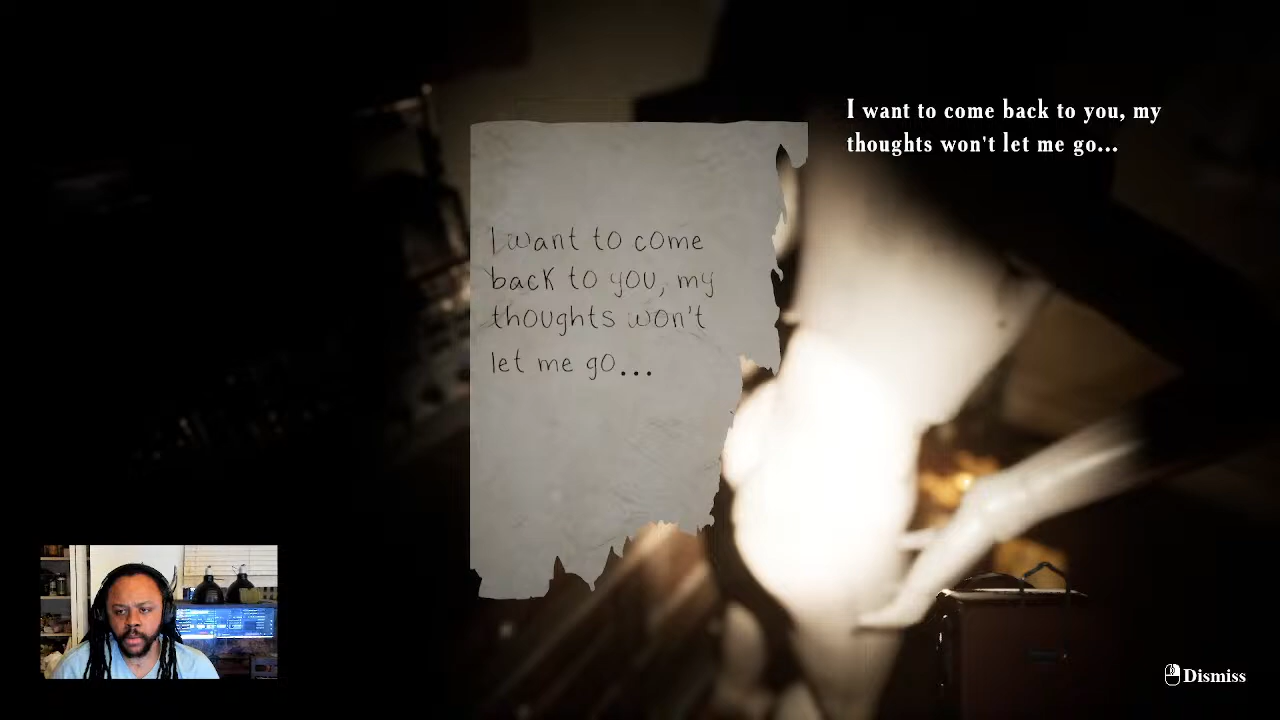 I want to come back to you, my
thoughts won't let me go...
I want to come
back to you, my
thoughts won't
let me go...
Dismiss